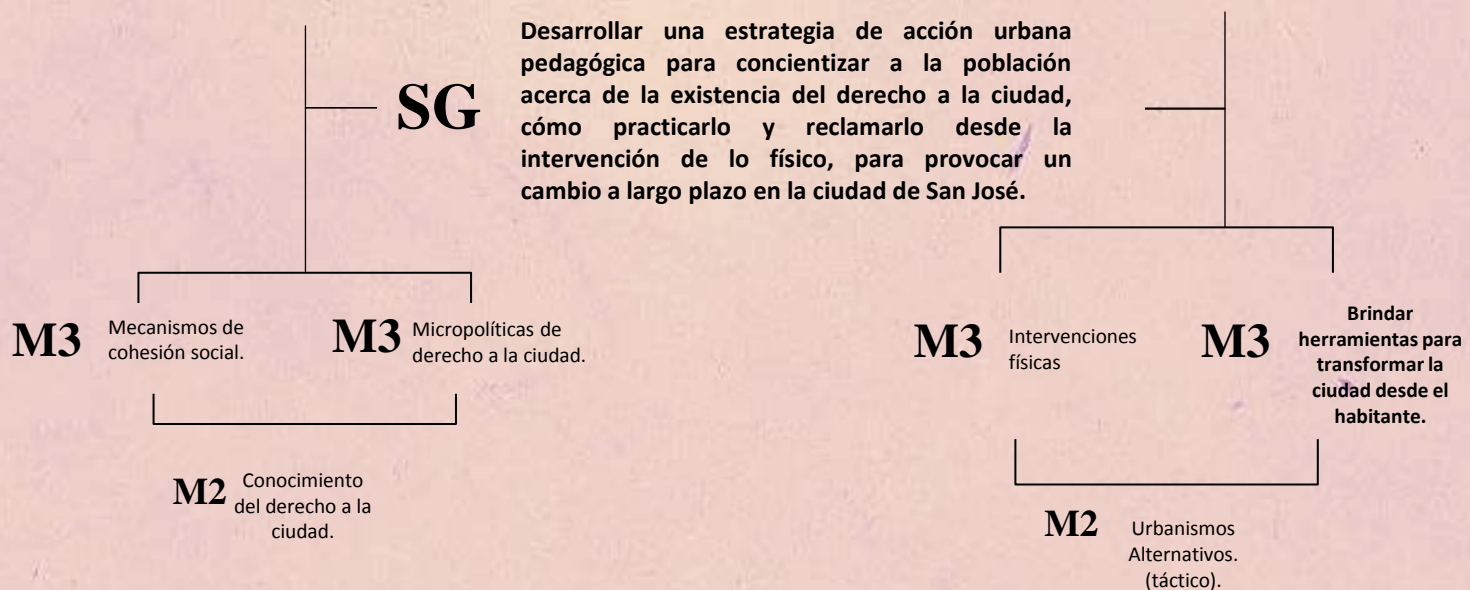 SG
Desarrollar una estrategia de acción urbana
pedagógica para concientizar a la población
acerca de la existencia del derecho a la ciudad,
cómo practicarlo y reclamarlo desde la
intervención de lo físico, para provocar un
cambio a largo plazo en la ciudad de San José.
M3
Mecanismos de
cohesión social.
M3
Micropolíticas de
derecho a la ciudad.
M3
Intervenciones
físicas
M3
Brindar
herramientas para
transformar la
ciudad desde el
habitante.
M2
Conocimiento
del derecho a la
ciudad.
M2
Urbanismos
Alternativos.
(táctico).